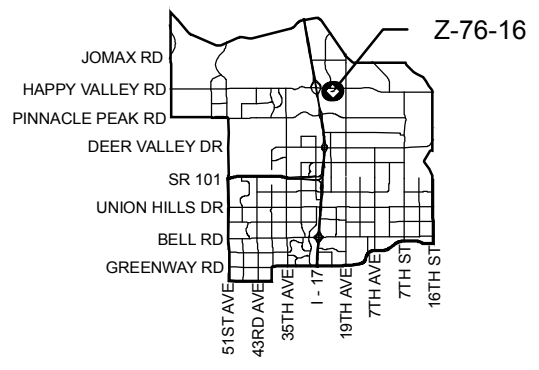 Z-76-16
JOMAX RD
HAPPY VALLEY RD
PINNACLE PEAK RD
DEER VALLEY DR
SR 101
UNION HILLS DR
BELL RD
GREENWAY RD
51ST AVE
43RD AVE
35TH AVE
I - 17
19TH AVE
7TH AVE
7TH ST
16TH ST